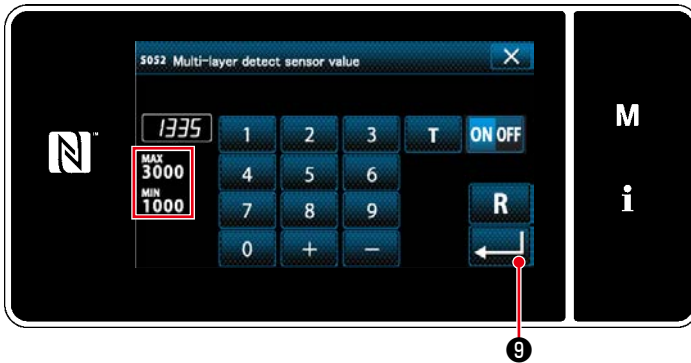 S052 Multi-layer detect sensor value
1335
1 2 3 T ON OFF
MAX
3000
4 5 6
MIN
1000
7 8 9 R
0 + −
M
i
N
™
9